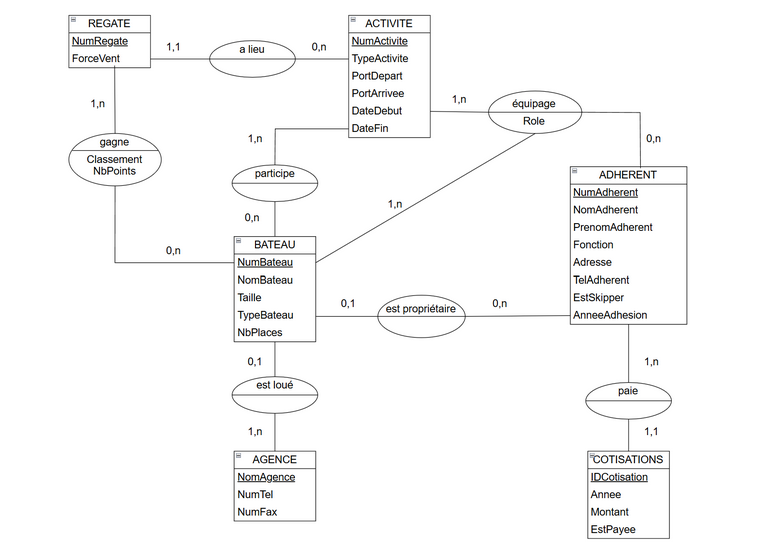 REGATE
NumRegate
ForceVent
1,1
a lieu
0,n
ACTIVITE
NumActivite
TypeActivite
PortDepart
PortArrivee
DateDebut
DateFin
1,n
équipage
Role
0,n
1,n
gagne
Classement
NbPoints
0,n
1,n
participe
0,n
1,n
ADHERENT
NumAdherent
NomAdherent
PrenomAdherent
Fonction
Adresse
TelAdherent
EstSkipper
AnneeAdhesion
BATEAU
NumBateau
NomBateau
Taille
TypeBateau
NbPlaces
0,1
est propriétaire
0,n
0,1
est loué
1,n
AGENCE
NomAgence
NumTel
NumFax
1,n
paie
1,1
COTISATIONS
IDCotisation
Annee
Montant
EstPayee